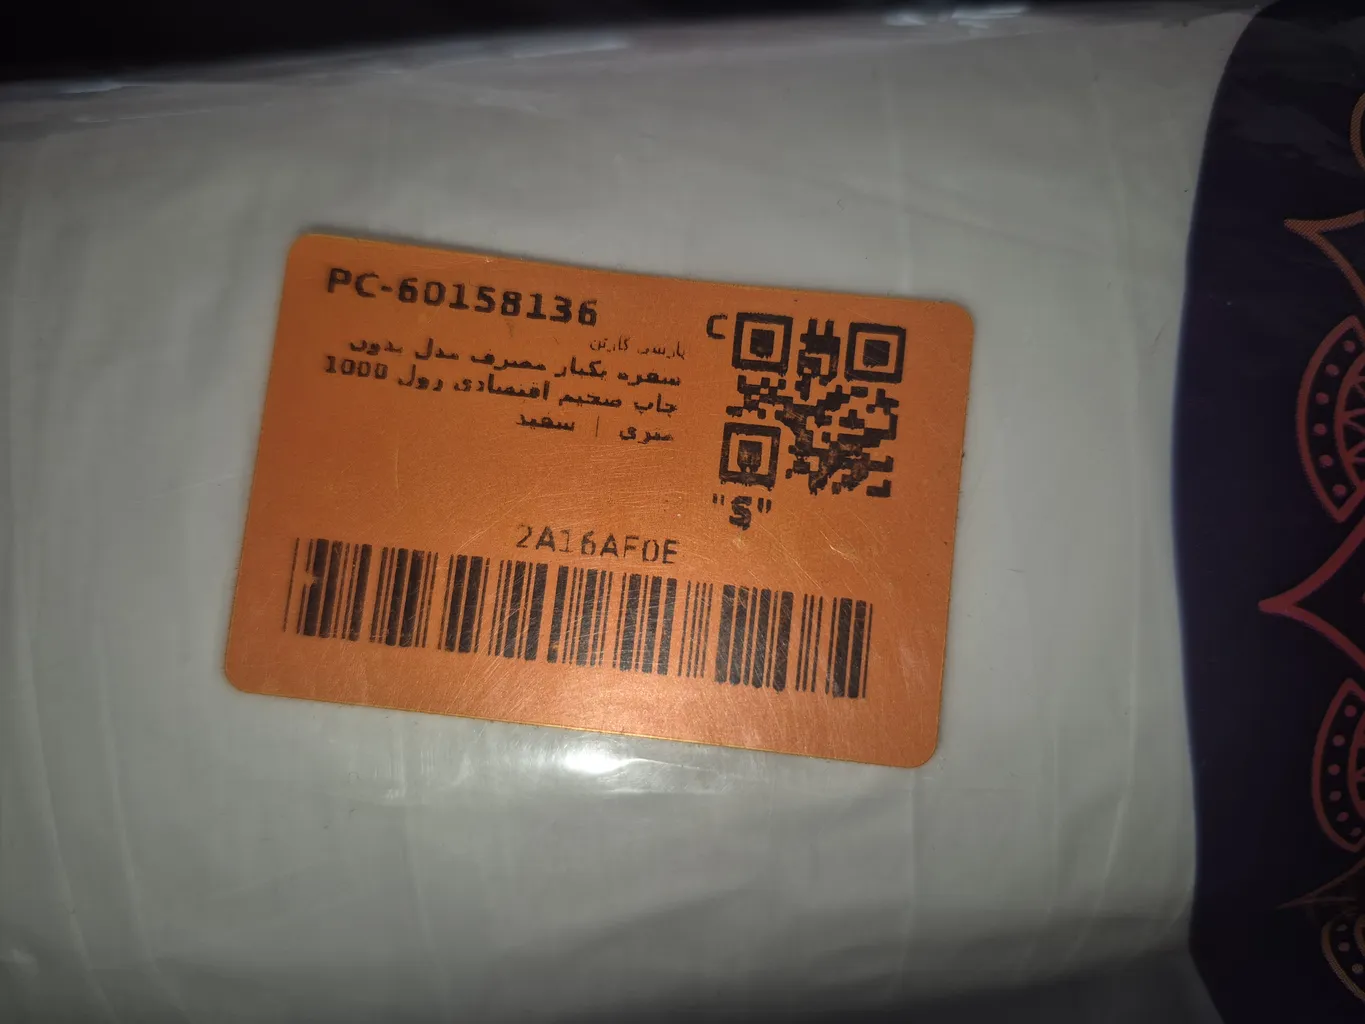 PC-60158136
C
پارسی کارتن
سفره یکبار مصرف مدل بدون
چاپ ضخیم اقتصادی رول 1000
متری | سفید
"S"
2A16AF0E